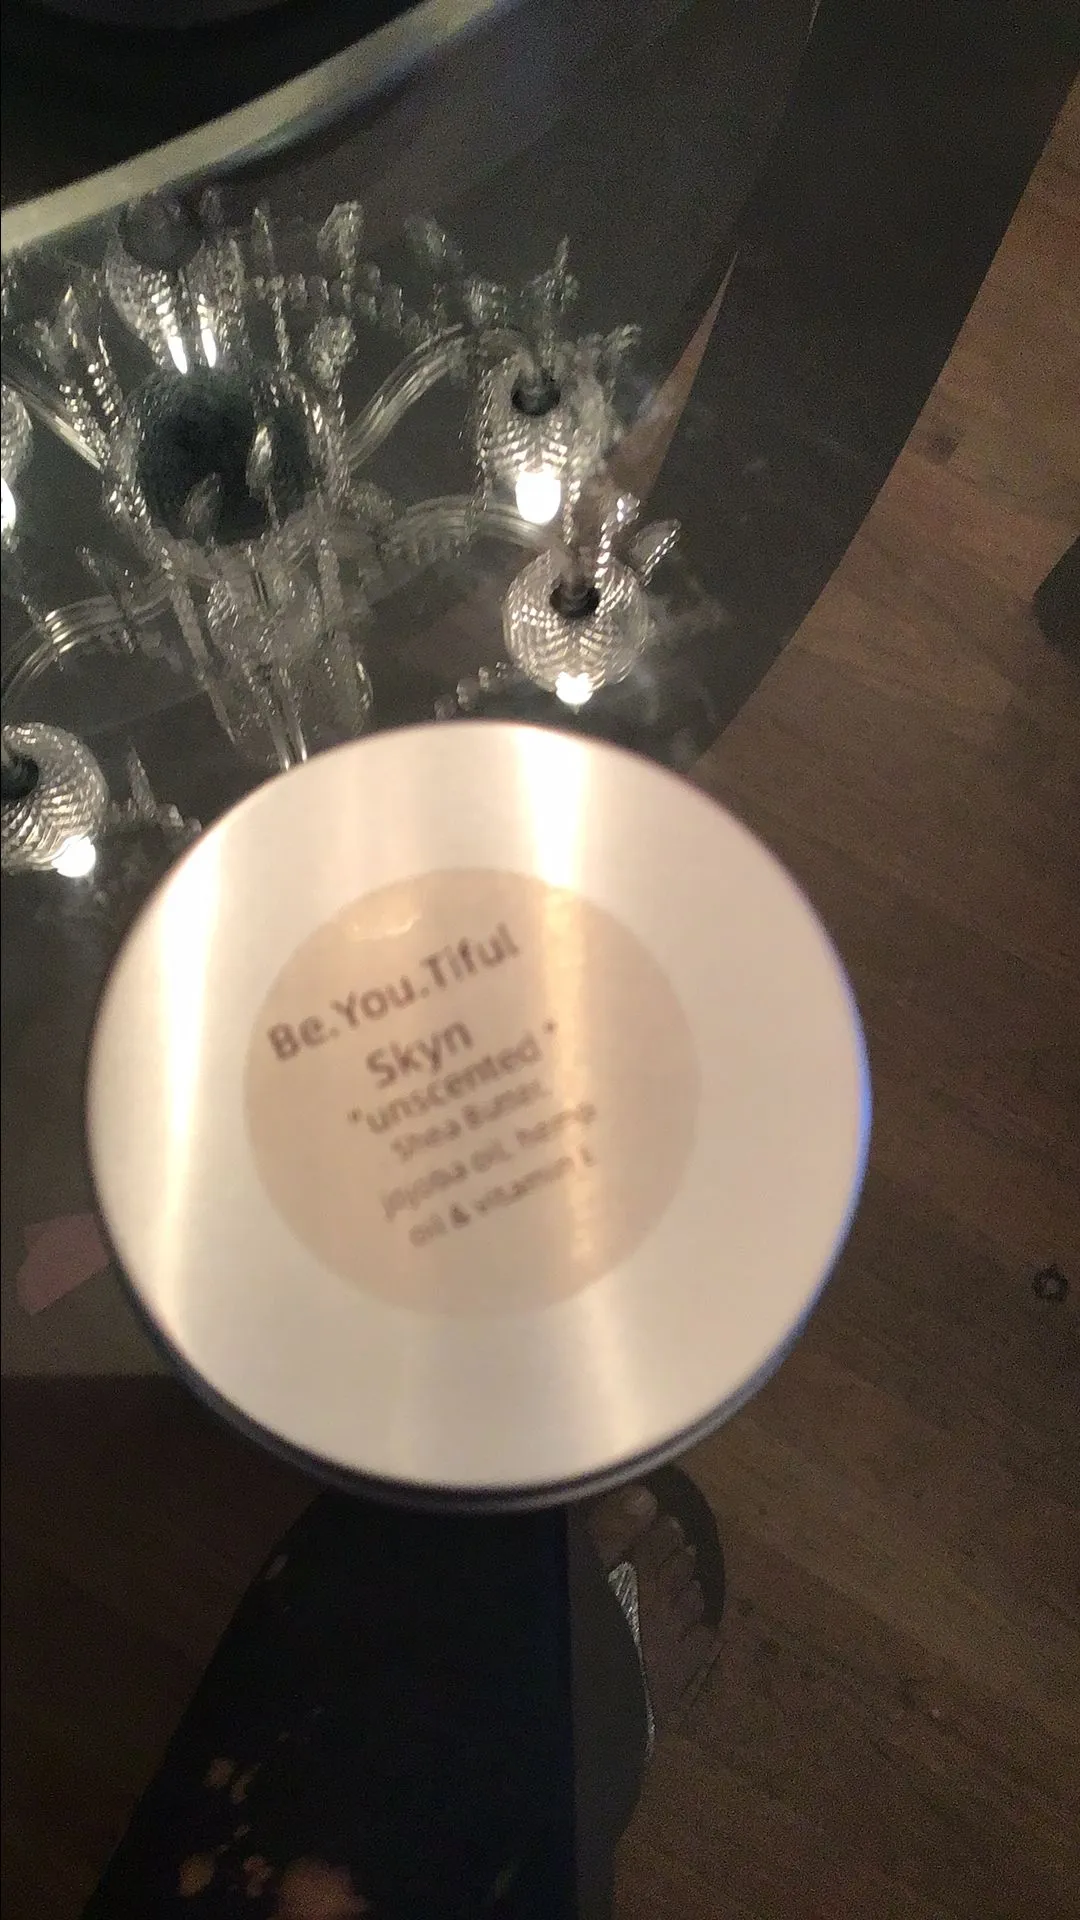 Be.You.Tiful
Skyn
"unscented "
Shea Butter,
jojoba oil, hemp
oil & vitamin E